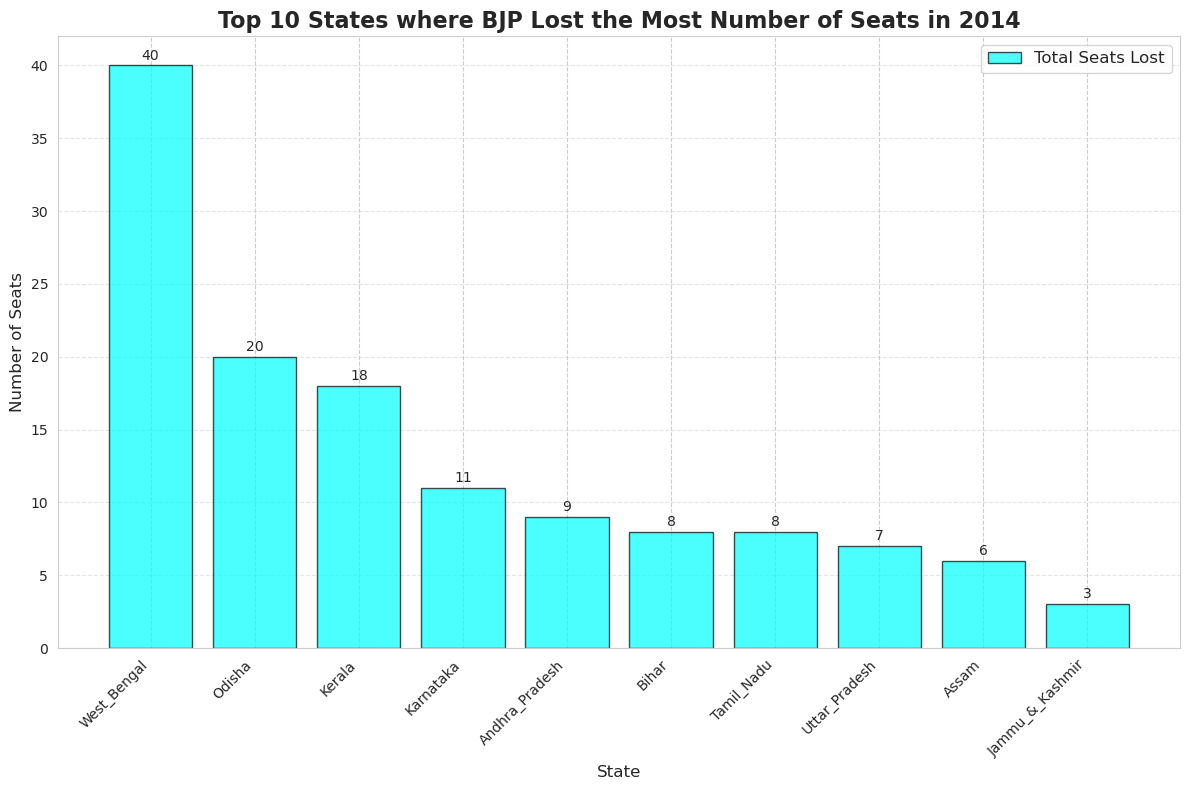 Top 10 States where BJP Lost the Most Number of Seats in 2014
Total Seats Lost
Number of Seats
40
35
30
25
20
15
10
5
0
40
20
18
11
9
8
8
7
6
3
West_Bengal
Odisha
Kerala
Karnataka
Andhra_Pradesh
Bihar
Tamil_Nadu
Uttar_Pradesh
Assam
Jammu_&_Kashmir
State